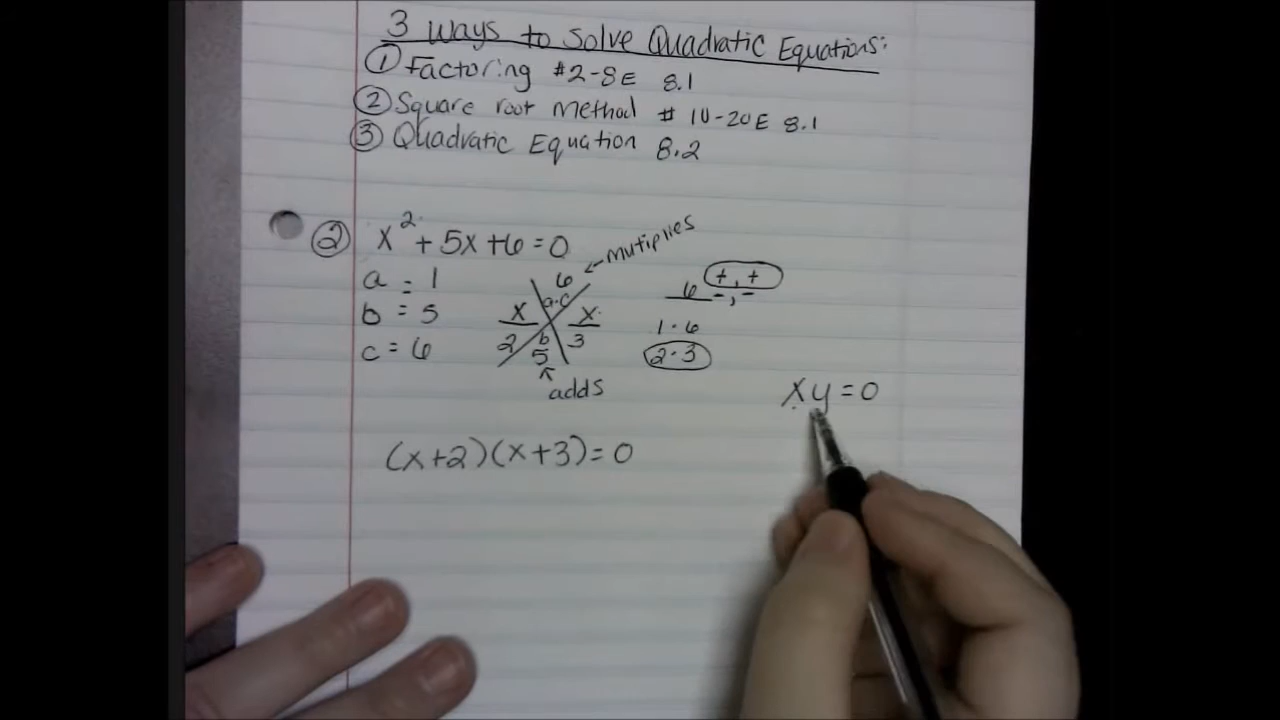 3 Ways to Solve Quadratic Equations:
① Factoring #2-8E 8.1
② Square root Method # 10-20E 8.1
③ Quadratic Equation 8.2
② x² + 5x + 6 = 0
← mutiplies
a = 1
6
a·c
6 +, +
-, -
b = 5
x x
1 · 6
2 b 3
c = 6
5
2 · 3
↑
adds
xy = 0
(x+2)(x+3) = 0